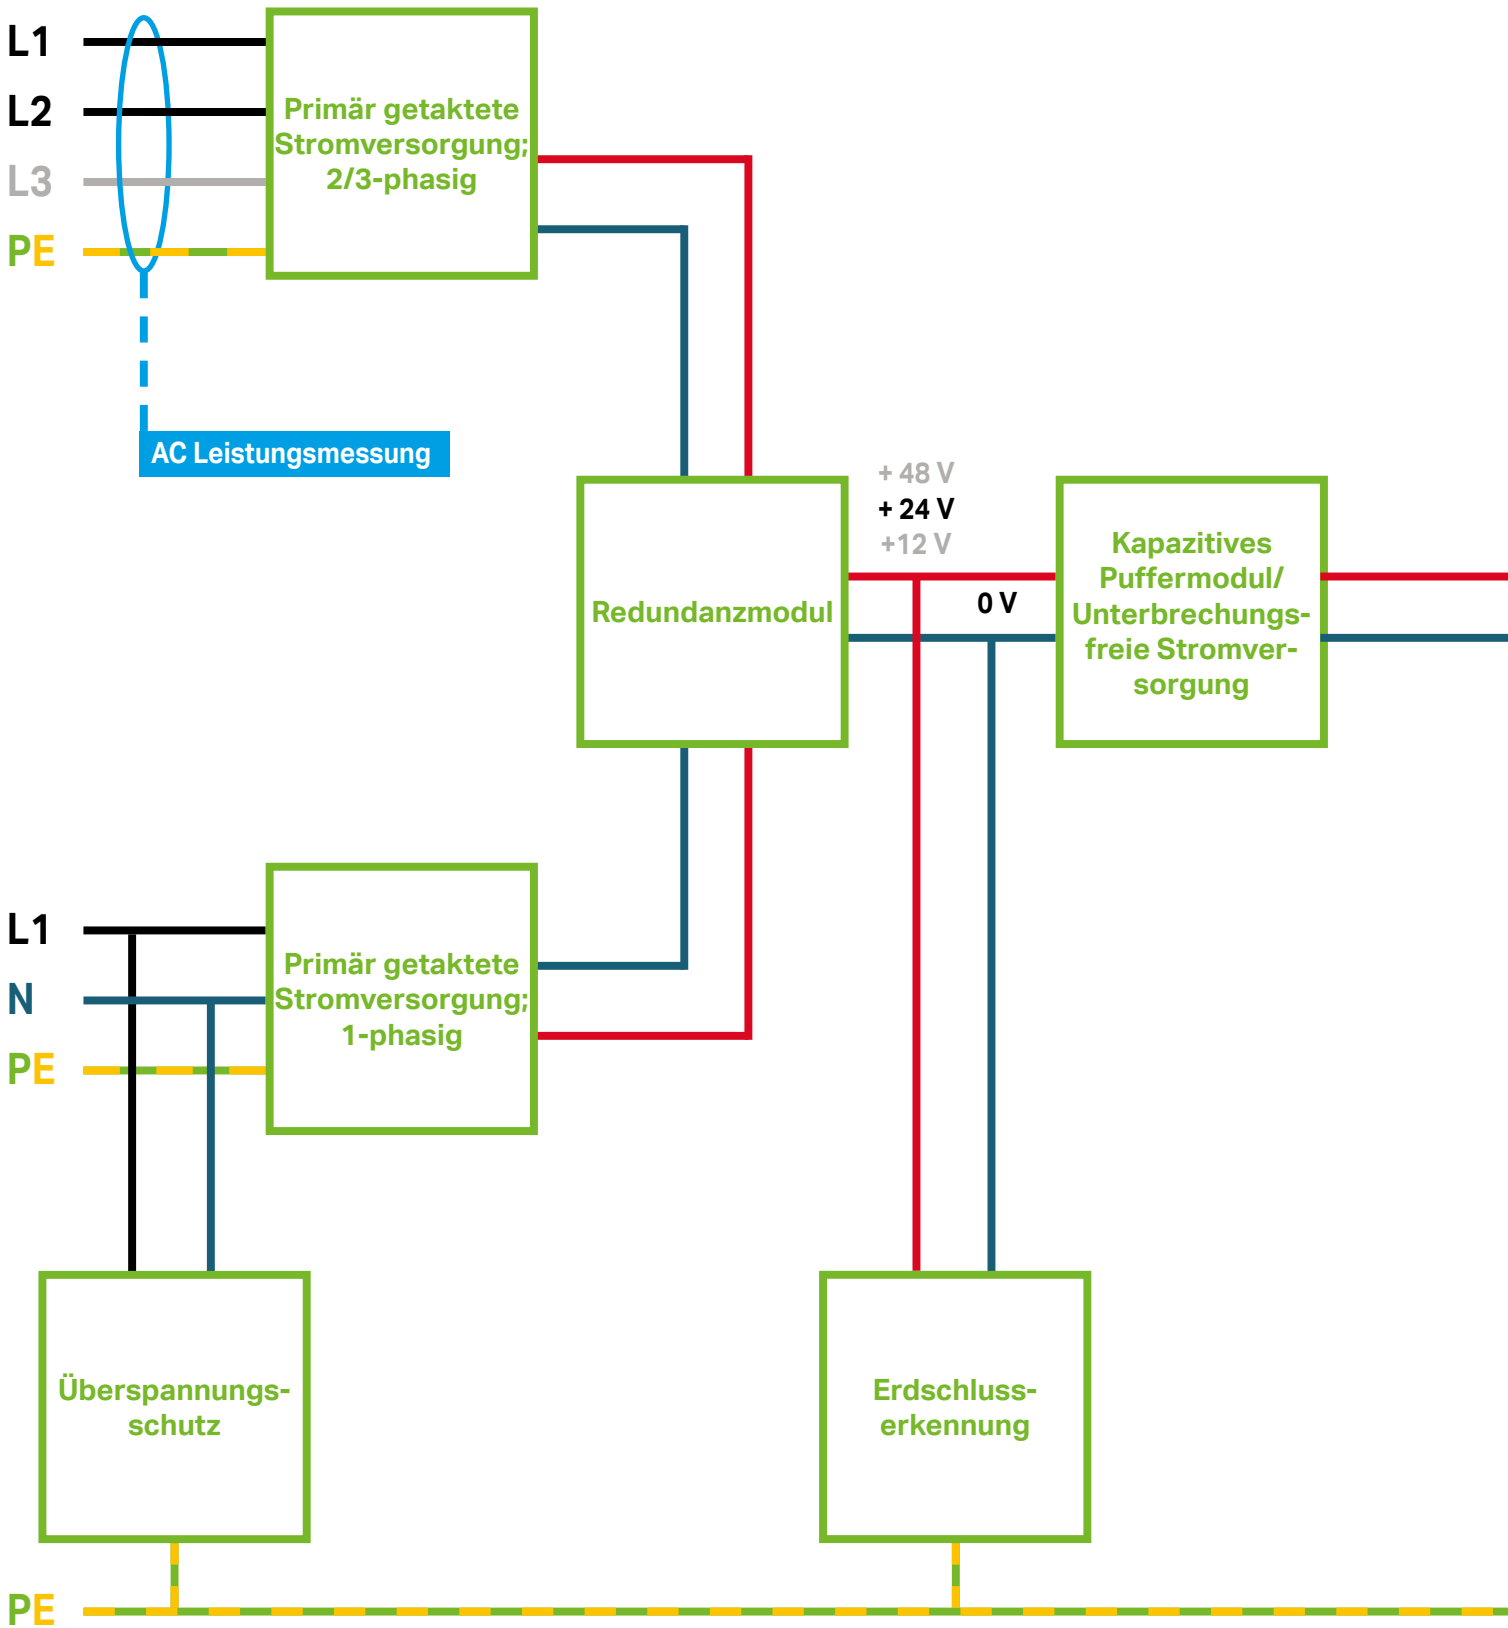 L1
L2
L3
PE
Primär getaktete
Stromversorgung;
2/3-phasig
AC Leistungsmessung
Redundanzmodul
+ 48 V
+ 24 V
+12 V
0 V
Kapazitives
Puffermodul/
Unterbrechungs-
freie Stromver-
sorgung
L1
N
PE
Primär getaktete
Stromversorgung;
1-phasig
Überspannungs-
schutz
Erdschluss-
erkennung
PE